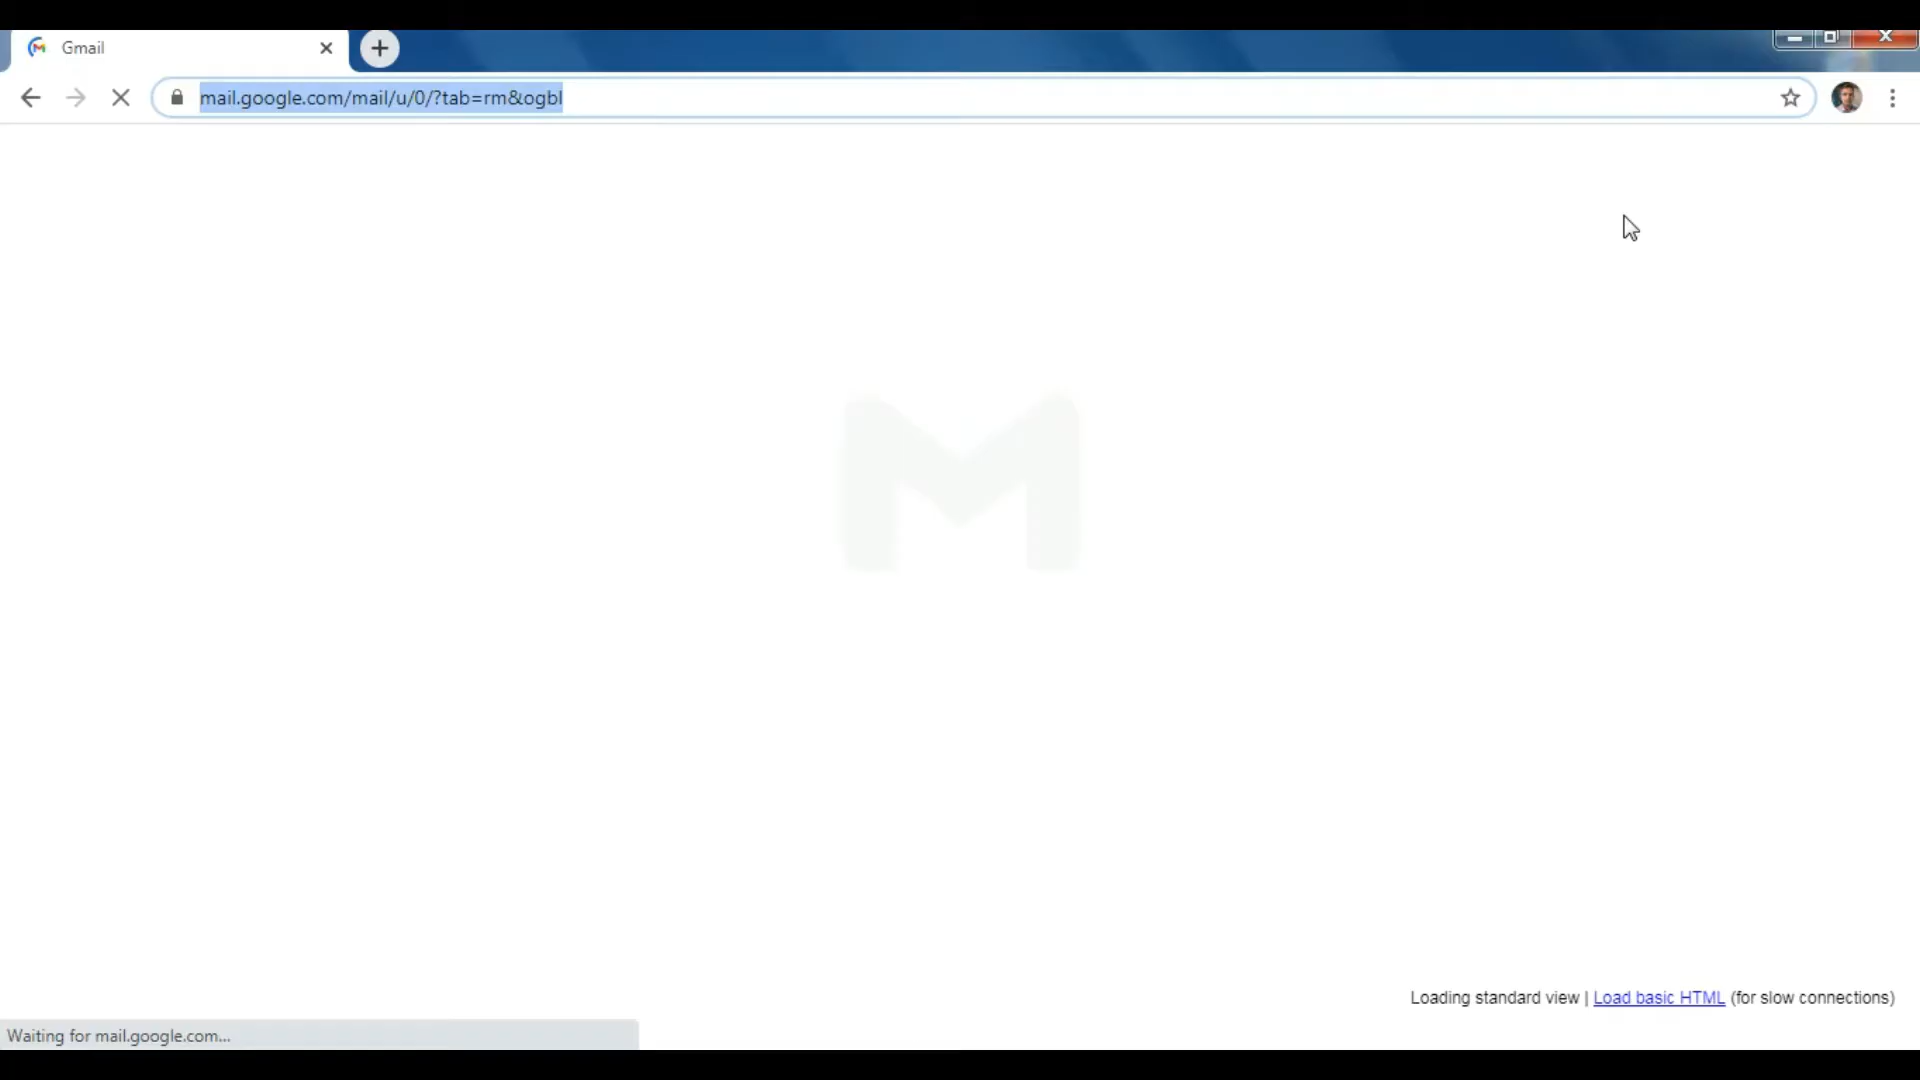 Gmail
mail.google.com/mail/u/0/?tab=rm&ogbl
Loading standard view | Load basic HTML (for slow connections)
Waiting for mail.google.com...